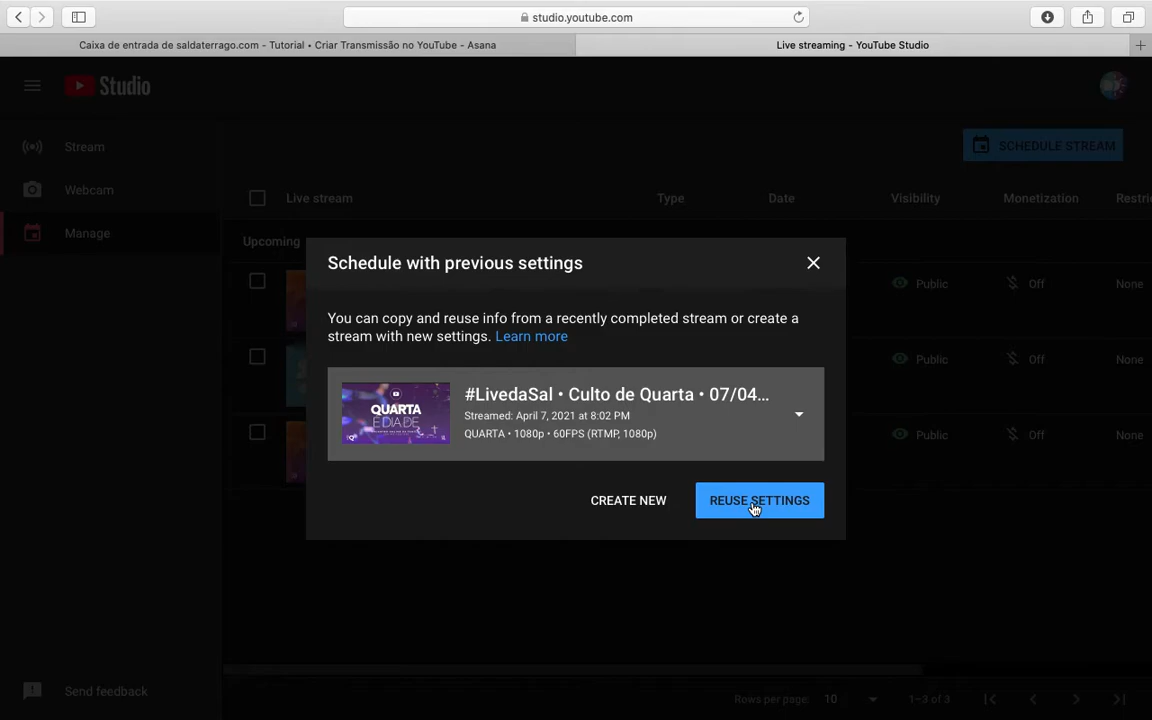 studio.youtube.com
Caixa de entrada de saldaterrago.com - Tutorial • Criar Transmissão no YouTube - Asana
Live streaming - YouTube Studio
Studio
SCHEDULE STREAM
Stream
Webcam
Manage
Live stream
Type
Date
Visibility
Monetization
Restri
Upcoming
Public
Off
None
Public
Off
None
Public
Off
None
Schedule with previous settings
You can copy and reuse info from a recently completed stream or create a
stream with new settings. Learn more
QUARTA
É DIA DE
#LivedaSal • Culto de Quarta • 07/04...
Streamed: April 7, 2021 at 8:02 PM
QUARTA • 1080p • 60FPS (RTMP, 1080p)
CREATE NEW
REUSE SETTINGS
Send feedback
Rows per page: 10
1–3 of 3